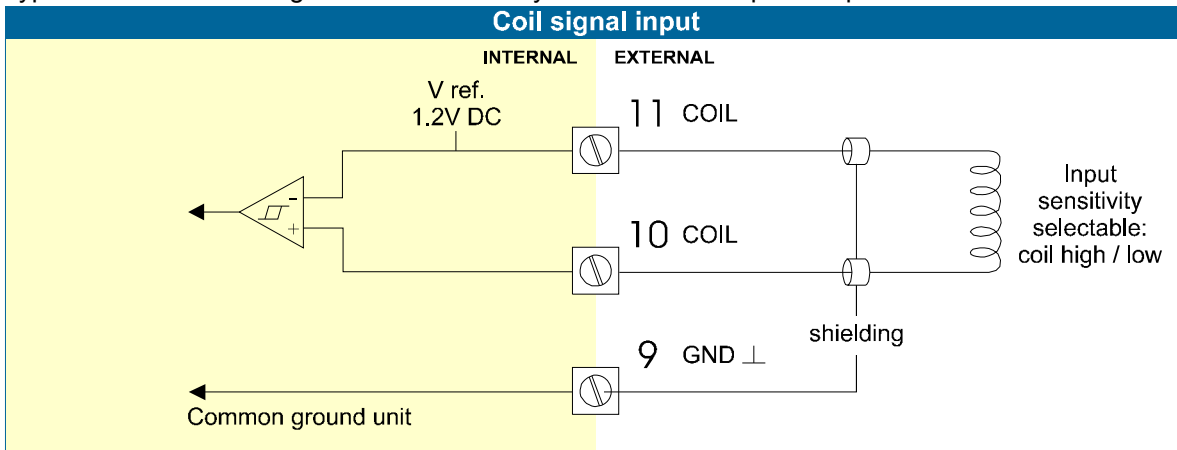 Coil signal input
INTERNAL EXTERNAL
V ref.
1.2V DC
11 COIL
-
+
10 COIL
Input
sensitivity
selectable:
coil high / low
shielding
9 GND ⊥
Common ground unit